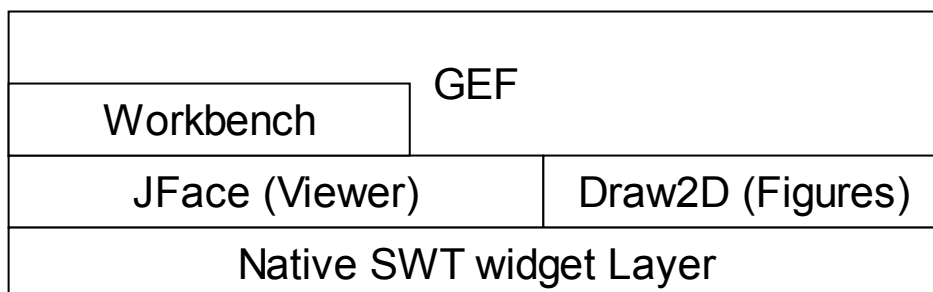 GEF
Workbench
JFace (Viewer)
Draw2D (Figures)
Native SWT widget Layer